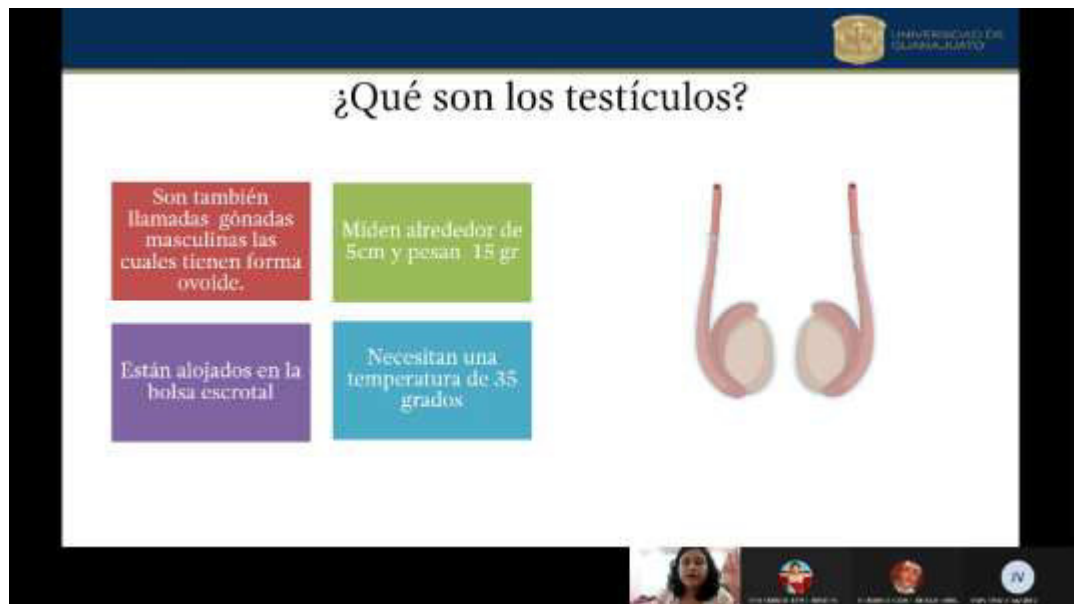 UNIVERSIDAD DE
GUANAJUATO
¿Qué son los testículos?
Son también
llamadas gónadas
masculinas las
cuales tienen forma
ovoide.
Miden alrededor de
5cm y pesan 15 gr
Están alojados en la
bolsa escrotal
Necesitan una
temperatura de 35
grados
JV